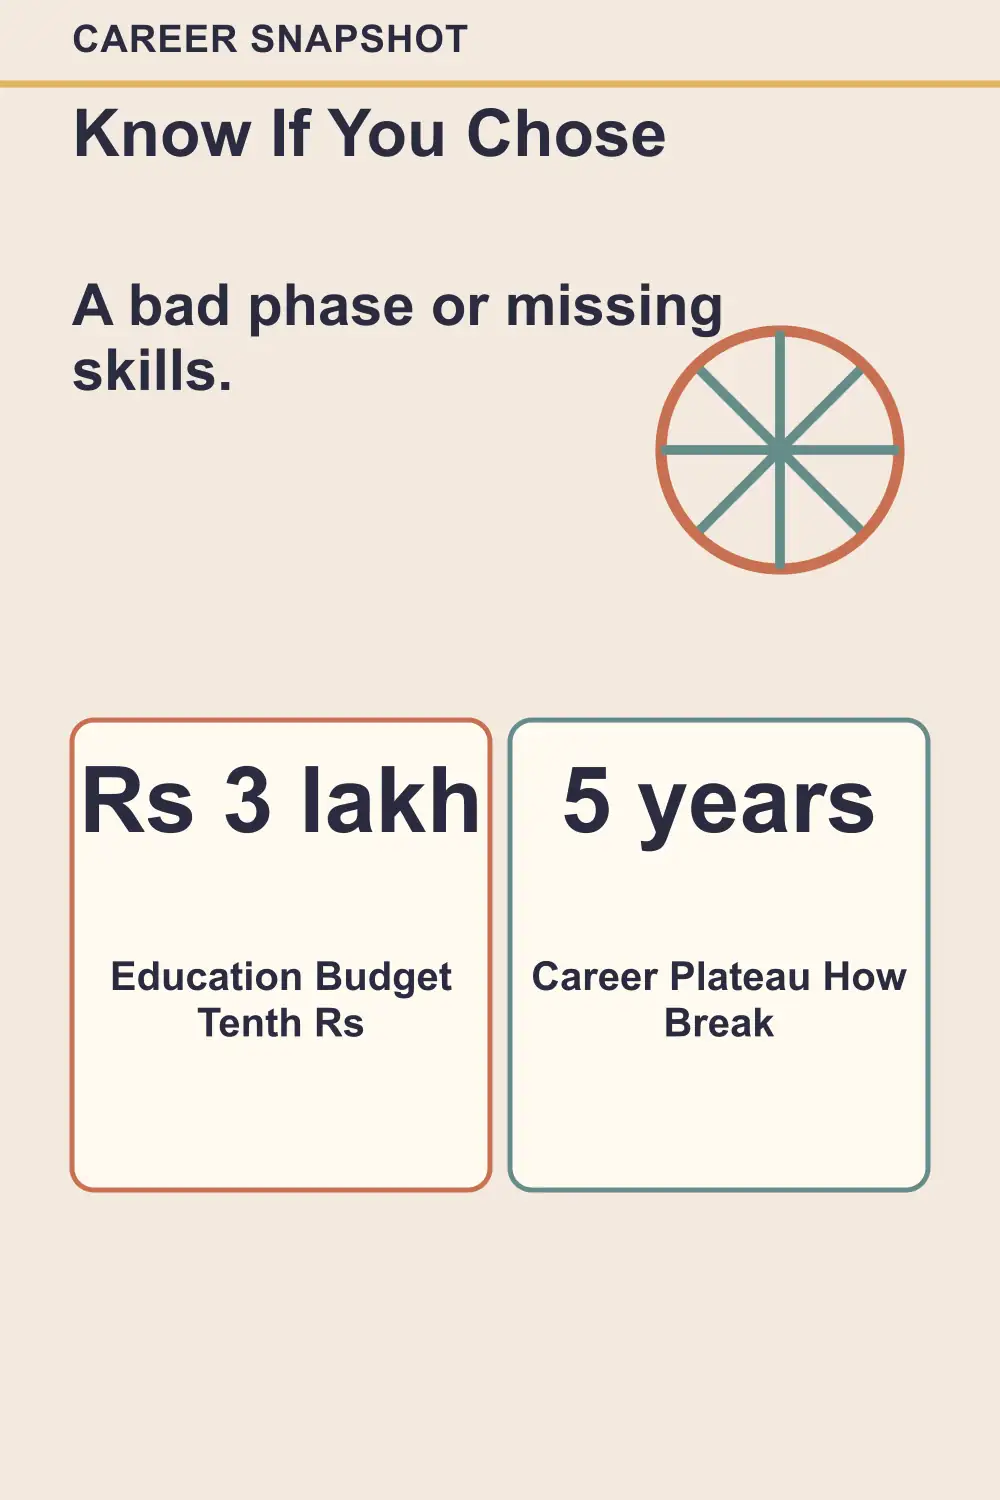 CAREER SNAPSHOT
Know If You Chose
A bad phase or missing
skills.
Rs 3 lakh
Education Budget
Tenth Rs
5 years
Career Plateau How
Break